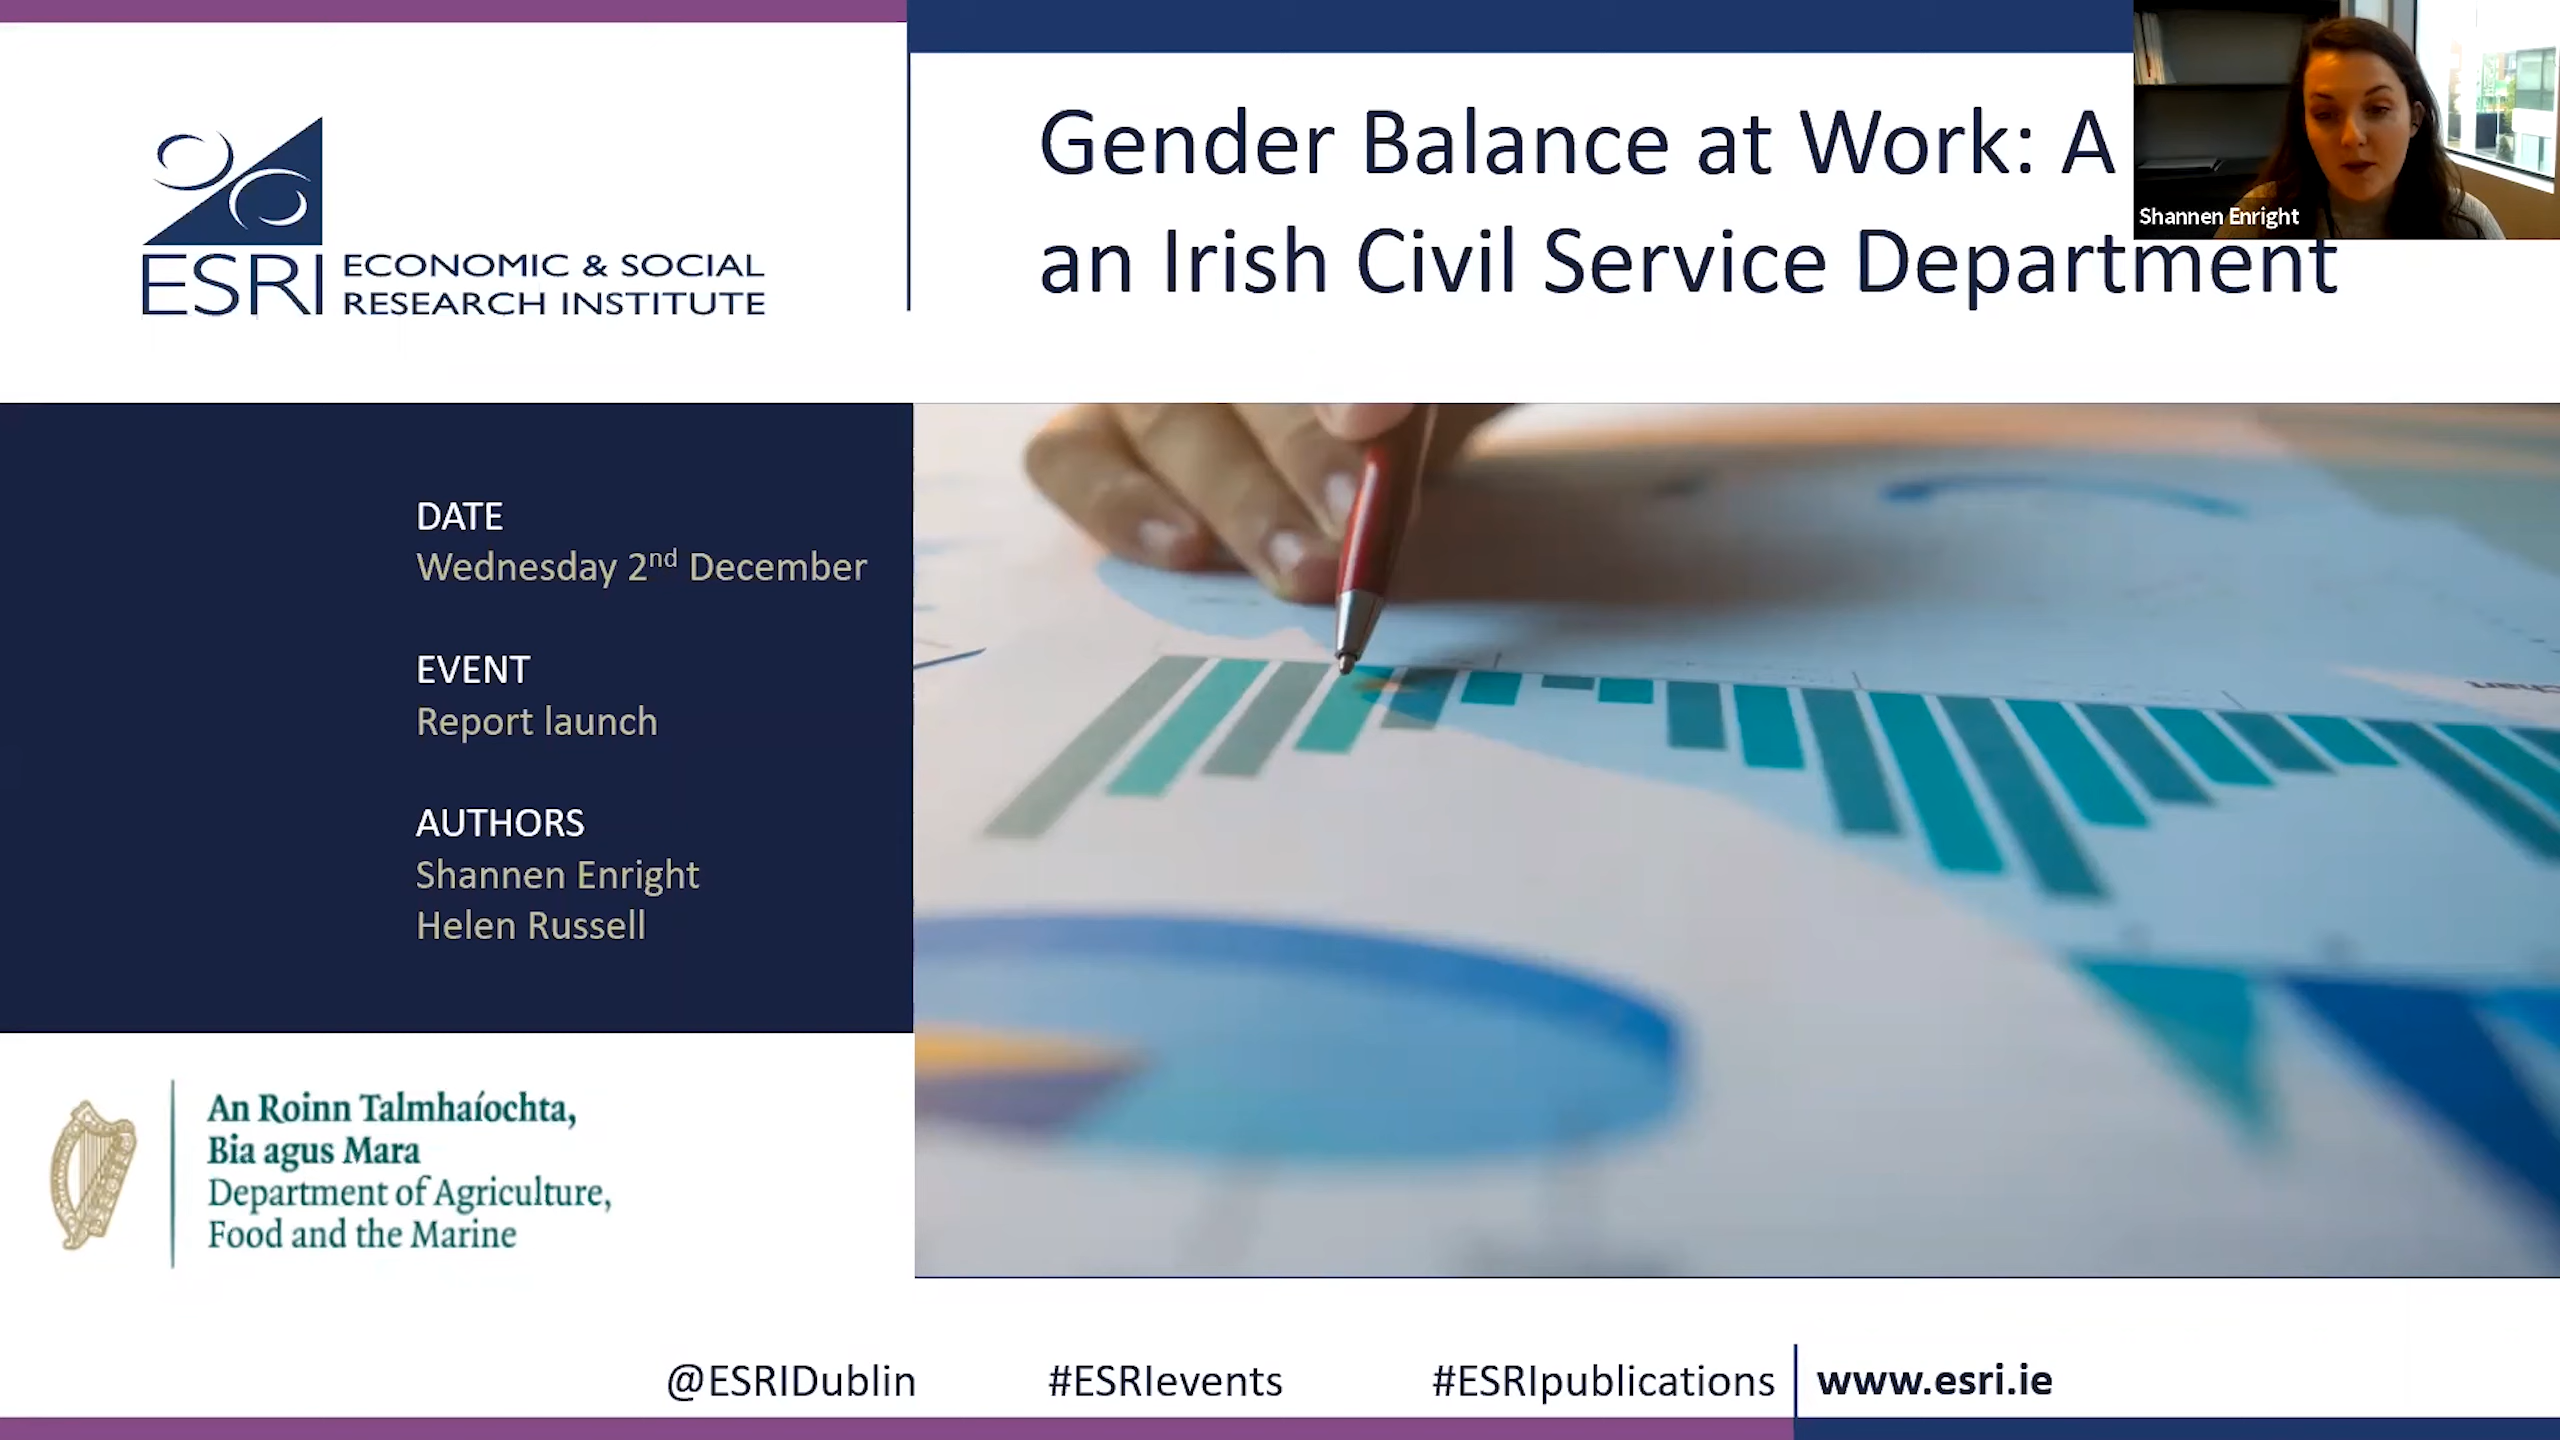 ESRI
ECONOMIC & SOCIAL
RESEARCH INSTITUTE
Gender Balance at Work: A
an Irish Civil Service Department
Shannen Enright
DATE
Wednesday 2nd December
EVENT
Report launch
AUTHORS
Shannen Enright
Helen Russell
An Roinn Talmhaíochta,
Bia agus Mara
Department of Agriculture,
Food and the Marine
@ESRIDublin
#ESRIevents
#ESRIpublications
www.esri.ie